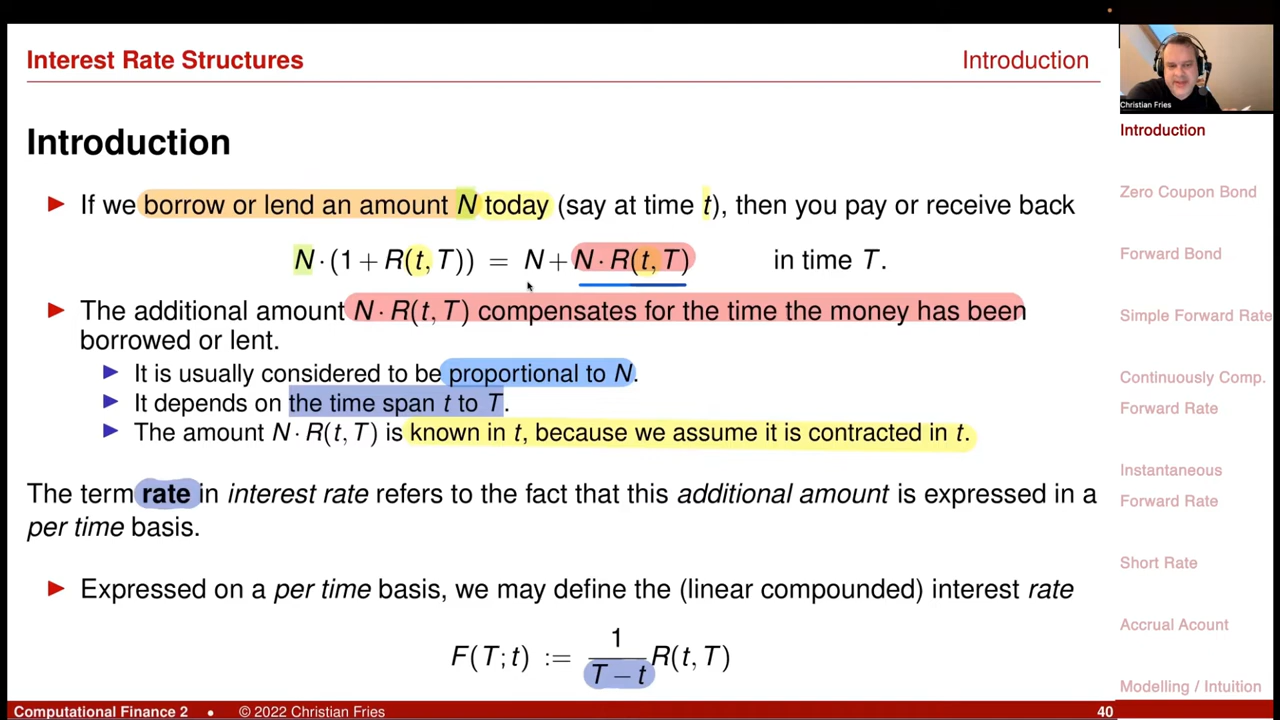 Interest Rate Structures
Introduction
Christian Fries
Introduction
Introduction
▶ If we borrow or lend an amount N today (say at time t), then you pay or receive back
N · (1 + R(t, T)) = N + N · R(t, T) in time T.
▶ The additional amount N · R(t, T) compensates for the time the money has been
borrowed or lent.
▶ It is usually considered to be proportional to N.
▶ It depends on the time span t to T.
▶ The amount N · R(t, T) is known in t, because we assume it is contracted in t.
The term rate in interest rate refers to the fact that this additional amount is expressed in a
per time basis.
▶ Expressed on a per time basis, we may define the (linear compounded) interest rate
F(T; t) := 1/(T − t) R(t, T)
Zero Coupon Bond
Forward Bond
Simple Forward Rate
Continuously Comp.
Forward Rate
Instantaneous
Forward Rate
Short Rate
Accrual Acount
Modelling / Intuition
Computational Finance 2 • © 2022 Christian Fries
40